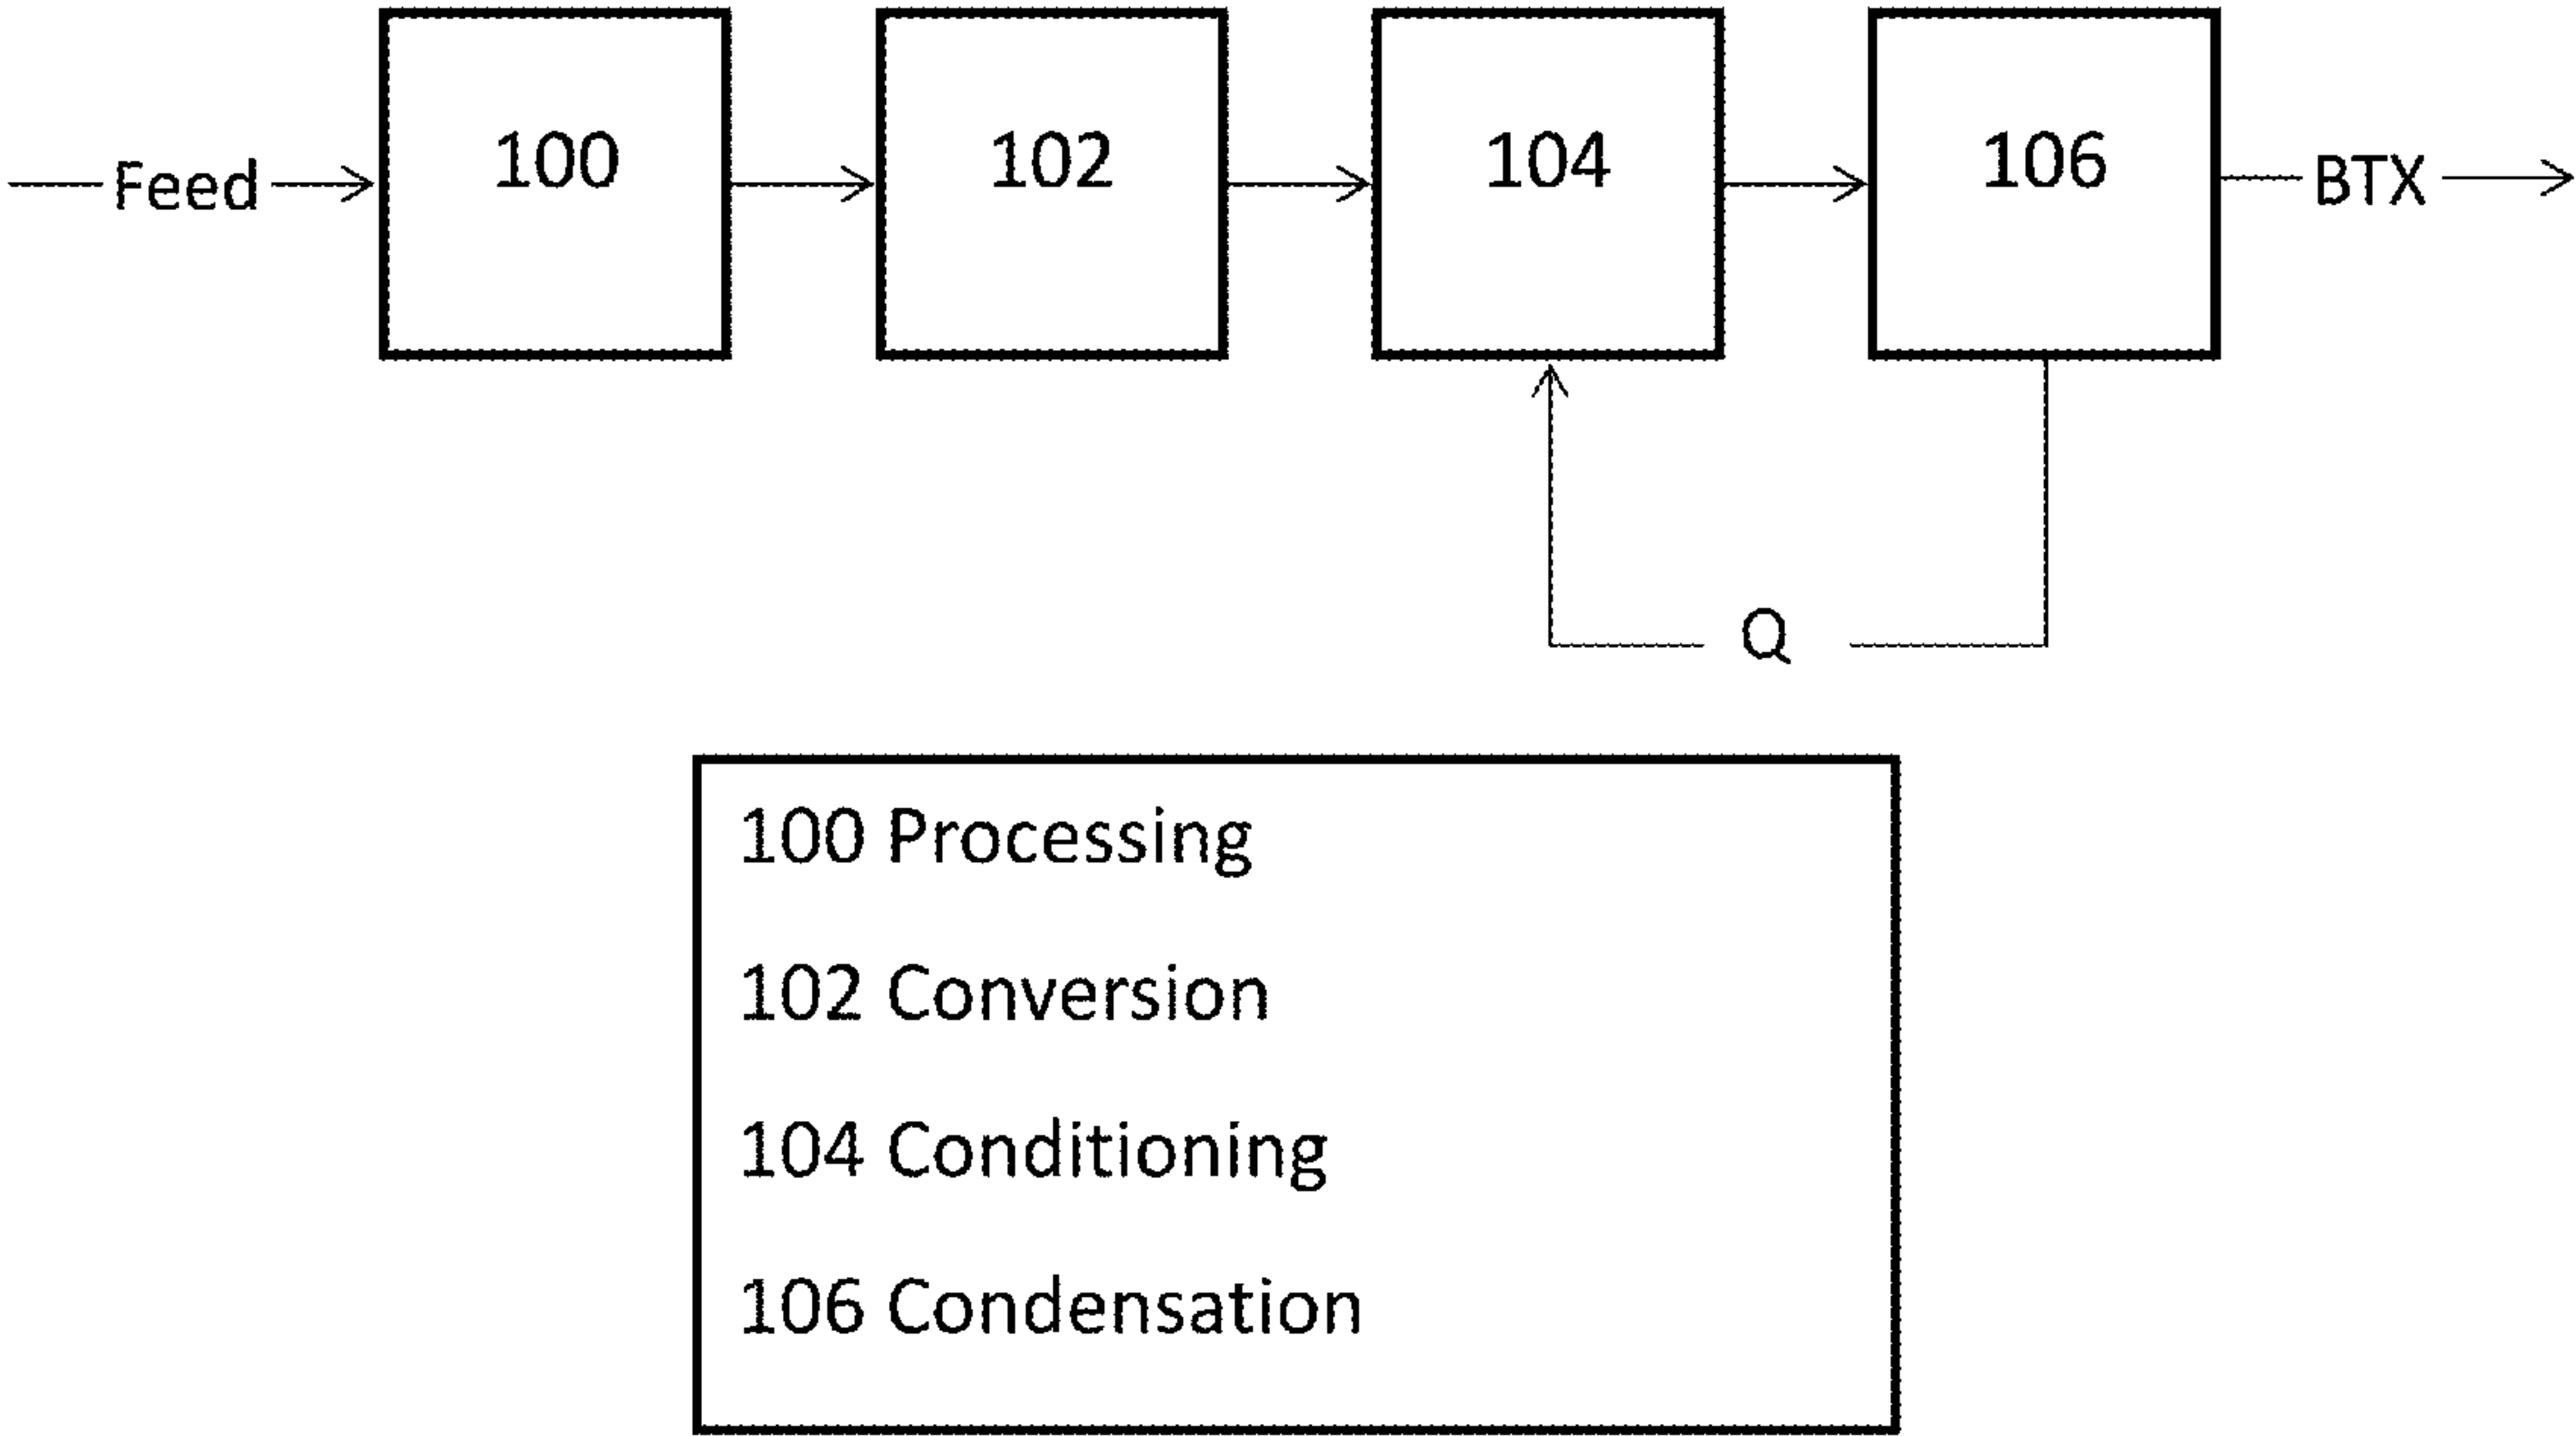 Feed 100 102 104 106 BTX
Q
100 Processing
102 Conversion
104 Conditioning
106 Condensation